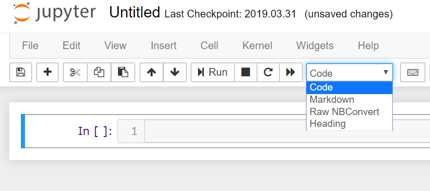 jupyter Untitled Last Checkpoint: 2019.03.31 (unsaved changes)
File Edit View Insert Cell Kernel Widgets Help
Run Code
Code
Markdown
Raw NBConvert
Heading
In [ ]: 1